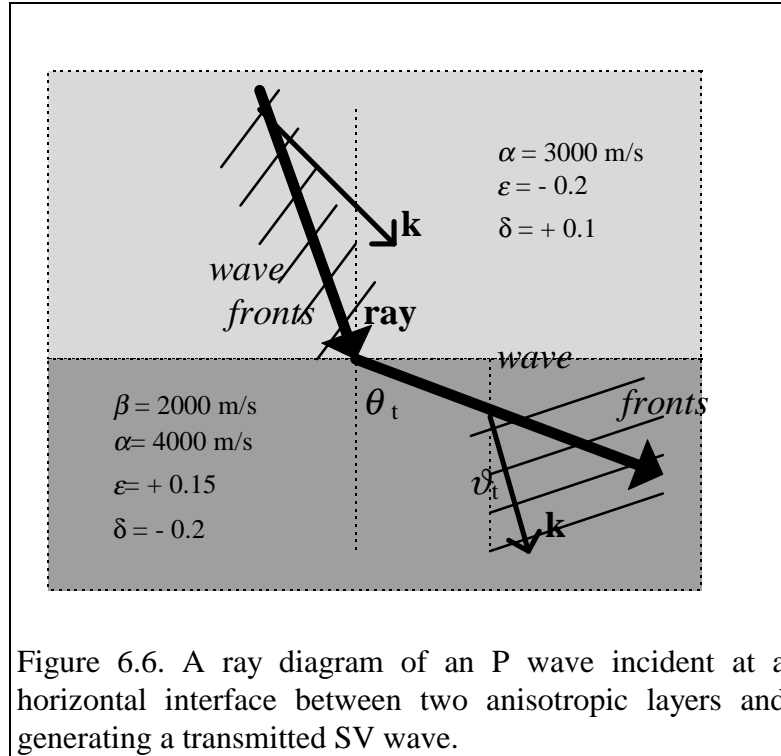 α = 3000 m/s
ε = - 0.2
δ = + 0.1
k
wave
fronts
ray
wave
fronts
β = 2000 m/s
α= 4000 m/s
ε= + 0.15
δ = - 0.2
θ t
ϑt
k
Figure 6.6. A ray diagram of an P wave incident at a
horizontal interface between two anisotropic layers and
generating a transmitted SV wave.